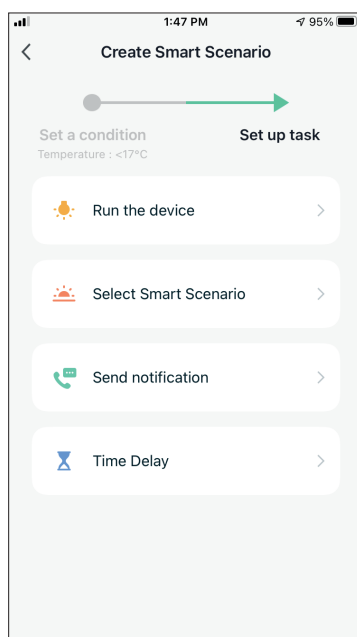 1:47 PM 95%
Create Smart Scenario
Set a condition Set up task
Temperature : <17°C
Run the device
Select Smart Scenario
Send notification
Time Delay